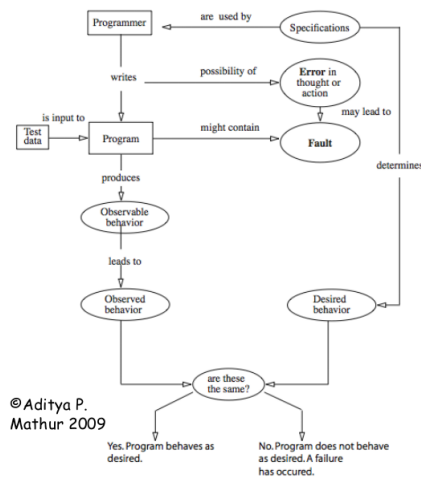 are used by
Programmer
Specifications
writes
possibility of
Error in
thought or
action
is input to
may lead to
Test
data
Program
might contain
Fault
determines
produces
Observable
behavior
leads to
Observed
behavior
Desired
behavior
are these
the same?
©Aditya P.
Mathur 2009
Yes. Program behaves as
desired.
No. Program does not behave
as desired. A failure
has occured.